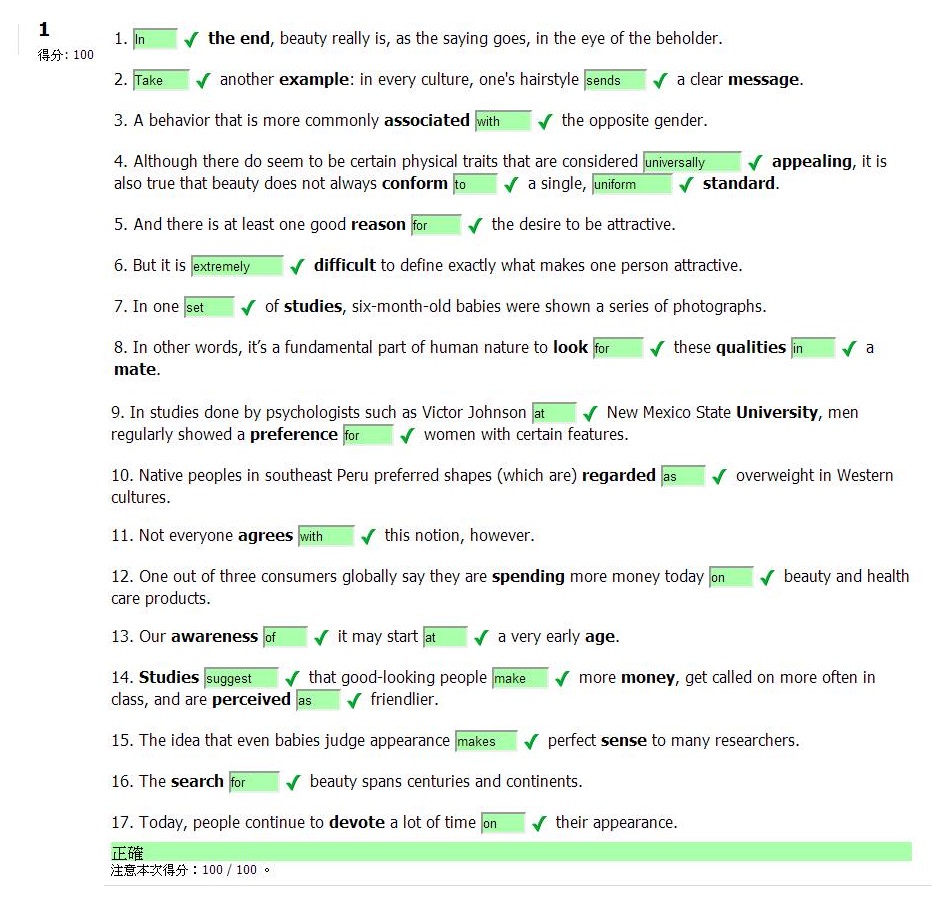 1
得分: 100
1. In the end, beauty really is, as the saying goes, in the eye of the beholder.
2. Take another example: in every culture, one's hairstyle sends a clear message.
3. A behavior that is more commonly associated with the opposite gender.
4. Although there do seem to be certain physical traits that are considered universally appealing, it is
also true that beauty does not always conform to a single, uniform standard.
5. And there is at least one good reason for the desire to be attractive.
6. But it is extremely difficult to define exactly what makes one person attractive.
7. In one set of studies, six-month-old babies were shown a series of photographs.
8. In other words, it’s a fundamental part of human nature to look for these qualities in a
mate.
9. In studies done by psychologists such as Victor Johnson at New Mexico State University, men
regularly showed a preference for women with certain features.
10. Native peoples in southeast Peru preferred shapes (which are) regarded as overweight in Western
cultures.
11. Not everyone agrees with this notion, however.
12. One out of three consumers globally say they are spending more money today on beauty and health
care products.
13. Our awareness of it may start at a very early age.
14. Studies suggest that good-looking people make more money, get called on more often in
class, and are perceived as friendlier.
15. The idea that even babies judge appearance makes perfect sense to many researchers.
16. The search for beauty spans centuries and continents.
17. Today, people continue to devote a lot of time on their appearance.
正確
注意本次得分：100 / 100 。